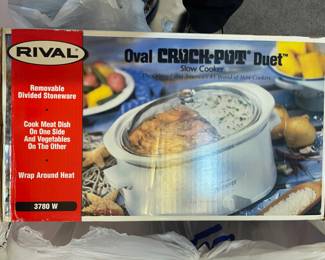 RIVAL
Oval CROCK•POT® Duet™
Slow Cooker
Removable
Divided Stoneware
Cook Meat Dish
On One Side
And Vegetables
On The Other
Wrap Around Heat
3780 W